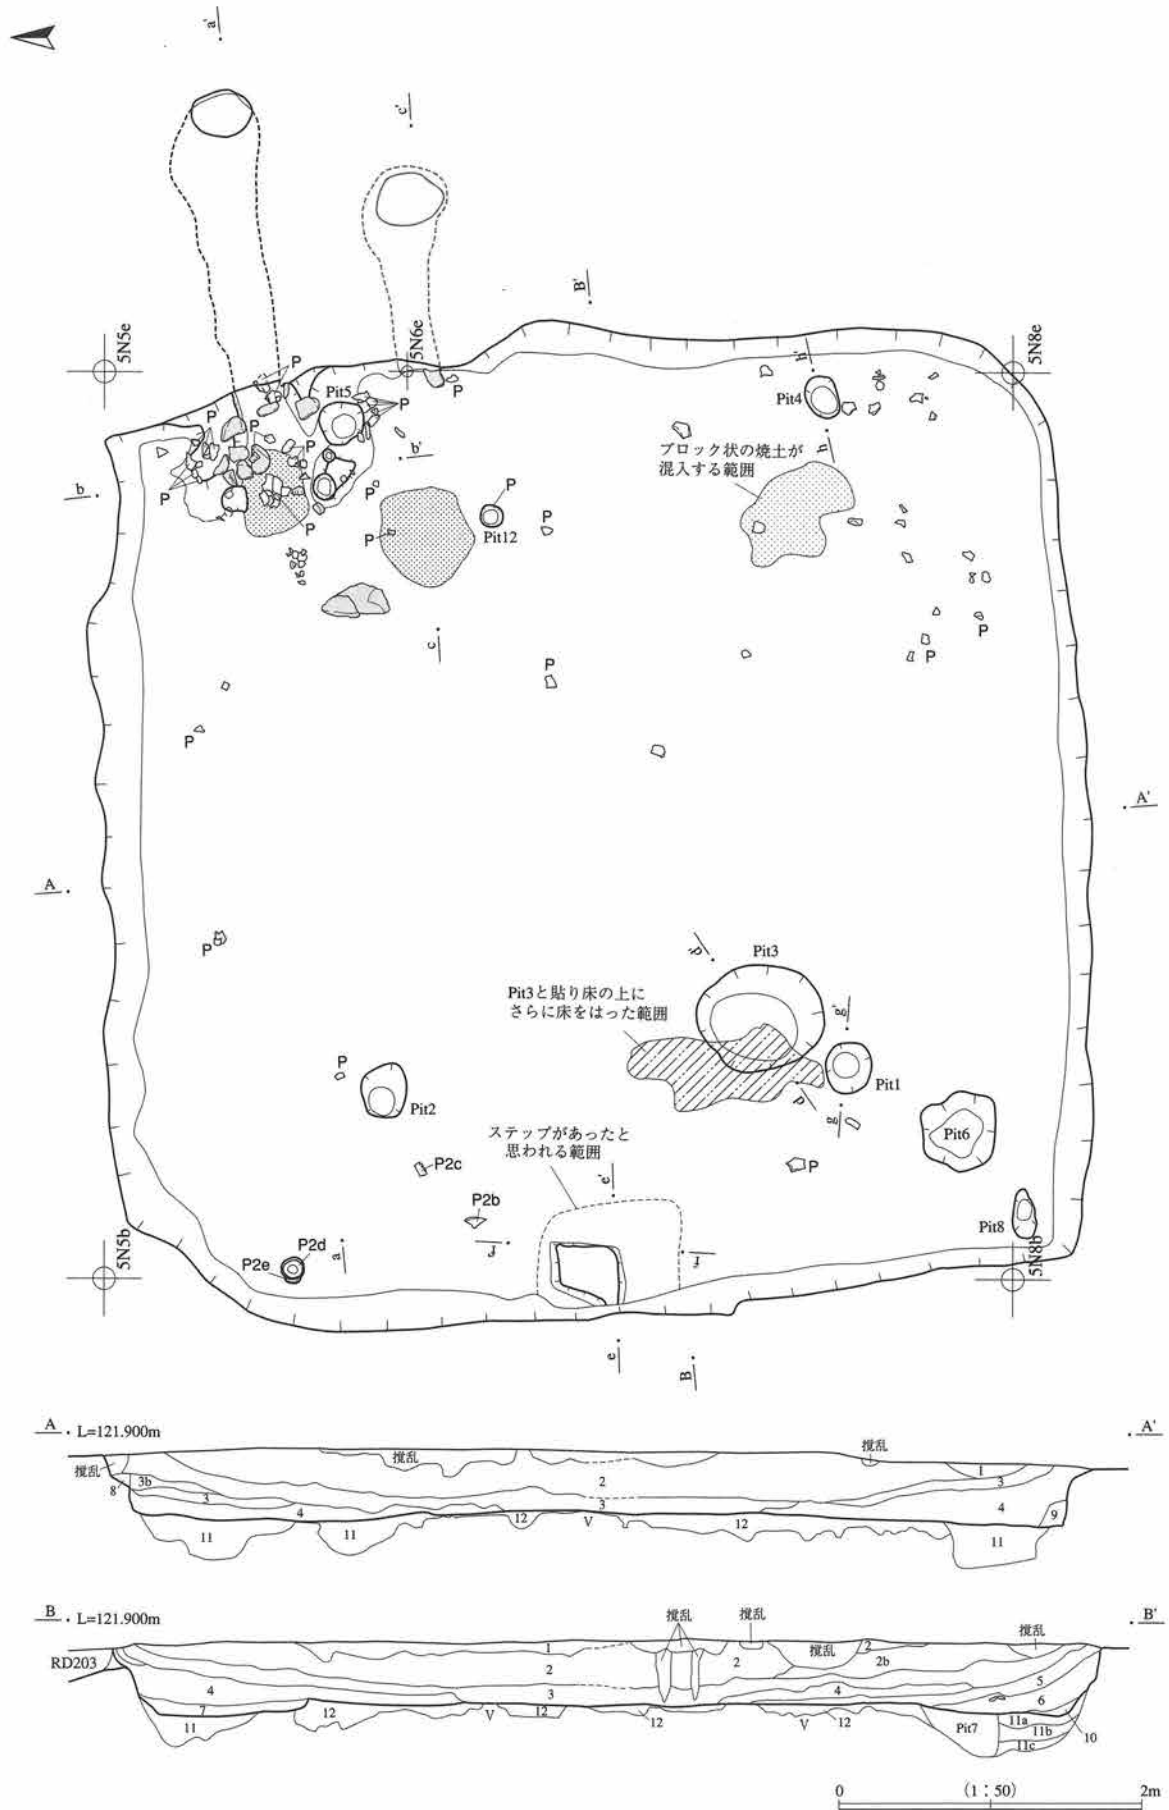 a'
c'
B'
5N5e
5N6e
5N8e
h'
P
Pit5
P
P
P
Pit4
P
P
P
h
b'
b
ブロック状の焼土が
混入する範囲
P
P
P
P
P
P
Pit12
c
P
P
P
P
A'
A
P
d'
Pit3
Pit3と貼り床の上に
さらに床をはった範囲
g'
P
Pit1
Pit2
d
g
Pit6
ステップがあったと
思われる範囲
P2c
P
e'
P2b
Pit8
5N5b
P2d
P2e
a
f'
f
5N8b
e
B
A L=121.900m
A'
撹乱
撹乱
撹乱
1
2
3
3b
8
3
3
4
4
9
12
V
12
11
11
11
B L=121.900m
B'
撹乱
撹乱
撹乱
撹乱
RD203
1
2
2
2
2b
4
3
4
5
6
7
12
V
12
12
V
12
11
Pit7
11a
11b
11c
10
0
(1：50)
2m